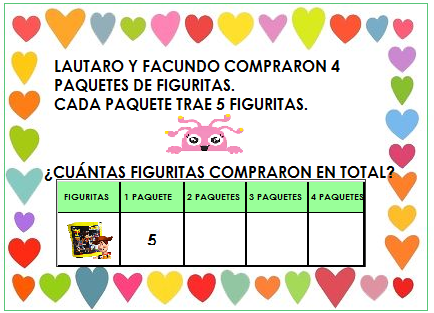 LAUTARO Y FACUNDO COMPRARON 4
PAQUETES DE FIGURITAS.
CADA PAQUETE TRAE 5 FIGURITAS.
¿CUÁNTAS FIGURITAS COMPRARON EN TOTAL?
FIGURITAS 1 PAQUETE 2 PAQUETES 3 PAQUETES 4 PAQUETES
5